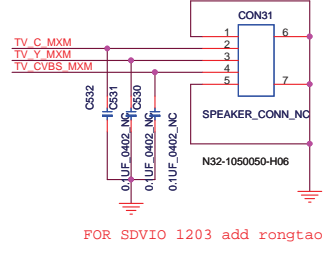 CON31
TV_C_MXM
TV_Y_MXM
TV_CVBS_MXM
1
2
3
4
5
6
7
C532
C531
C530
0.1UF_0402_NC
0.1UF_0402_NC
0.1UF_0402_NC
SPEAKER_CONN_NC
N32-1050050-H06
FOR SDVIO 1203 add rongtao